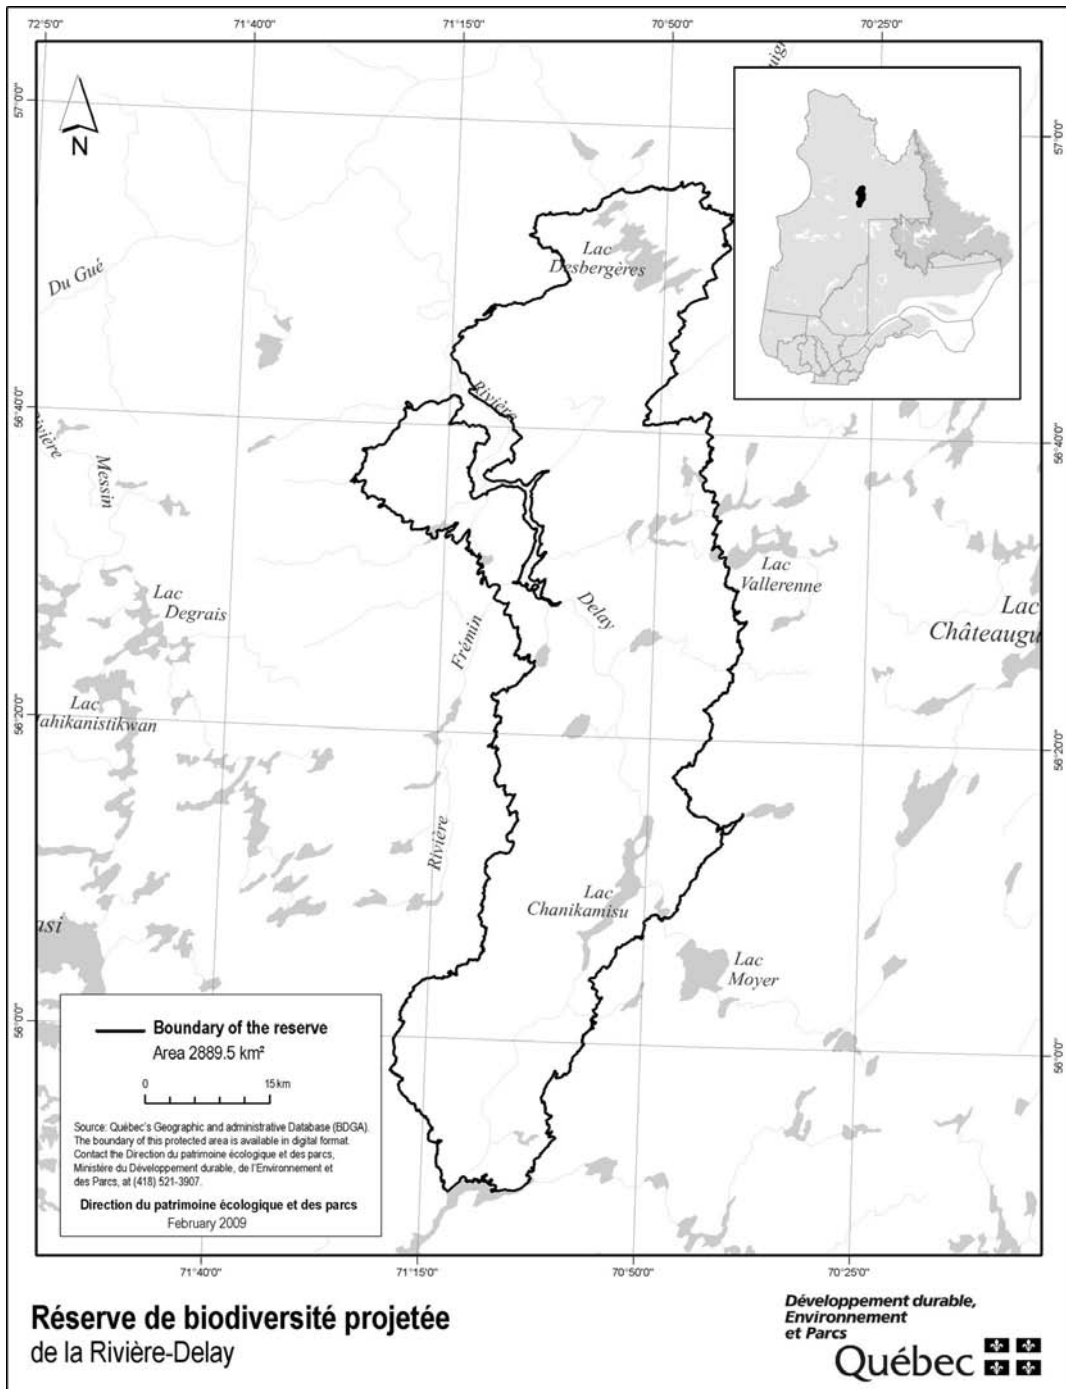 72°5'0"
71°40'0"
71°15'0"
70°50'0"
70°25'0"
57°0'0"
57°0'0"
N
Du Gué
Lac
Desbergères
56°40'0"
56°40'0"
Rivière
Rivière
Messin
Lac
Vallerenne
Lac
Degrais
Delay
Lac
Châteaugu
Frémin
Lac
Mahikanistikwan
56°20'0"
56°20'0"
Rivière
Lac
Chanikamisu
asi
Lac
Moyer
56°0'0"
56°0'0"
Boundary of the reserve
Area 2889.5 km²
0 15 km
Source: Québec's Geographic and administrative Database (BDGA).
The boundary of this protected area is available in digital format.
Contact the Direction du patrimoine écologique et des parcs,
Ministère du Développement durable, de l'Environnement et
des Parcs, at (418) 521-3907.
Direction du patrimoine écologique et des parcs
February 2009
71°40'0"
71°15'0"
70°50'0"
70°25'0"
Réserve de biodiversité projetée
de la Rivière-Delay
Développement durable,
Environnement
et Parcs
Québec